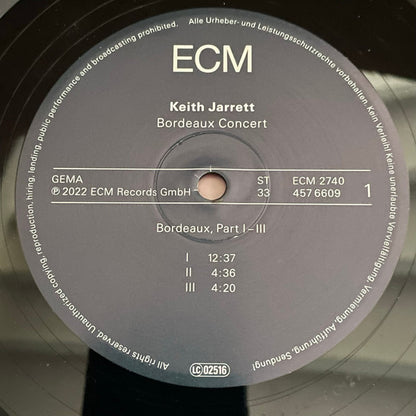 Unauthorized copying, reproduction, hiring, lending, public performance and broadcasting prohibited. Alle Urheber- und Leistungsschutzrechte vorbehalten. Kein Verleih! Keine unerlaubte Vervielfältigung, Vermietung, Aufführung, Sendung!
ECM
Keith Jarrett
Bordeaux Concert
GEMA ST ECM 2740
℗ 2022 ECM Records GmbH 33 457 6609 1
Bordeaux, Part I – III
I 12:37
II 4:36
III 4:20
LC 02516
All rights reserved.